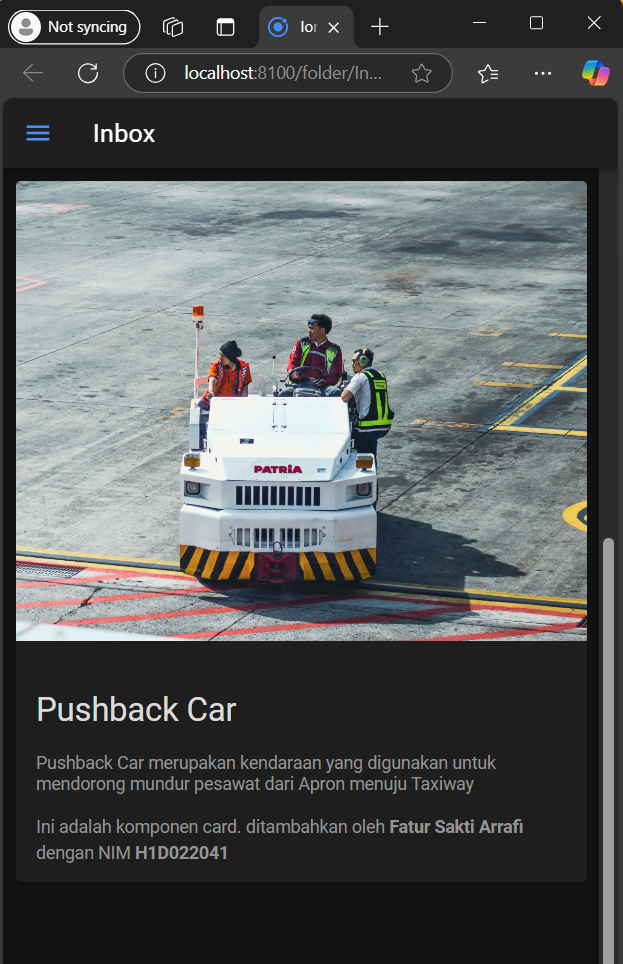 Not syncing
localhost:8100/folder/In...
Inbox
PATRIA
Pushback Car
Pushback Car merupakan kendaraan yang digunakan untuk
mendorong mundur pesawat dari Apron menuju Taxiway
Ini adalah komponen card. ditambahkan oleh Fatur Sakti Arrafi
dengan NIM H1D022041